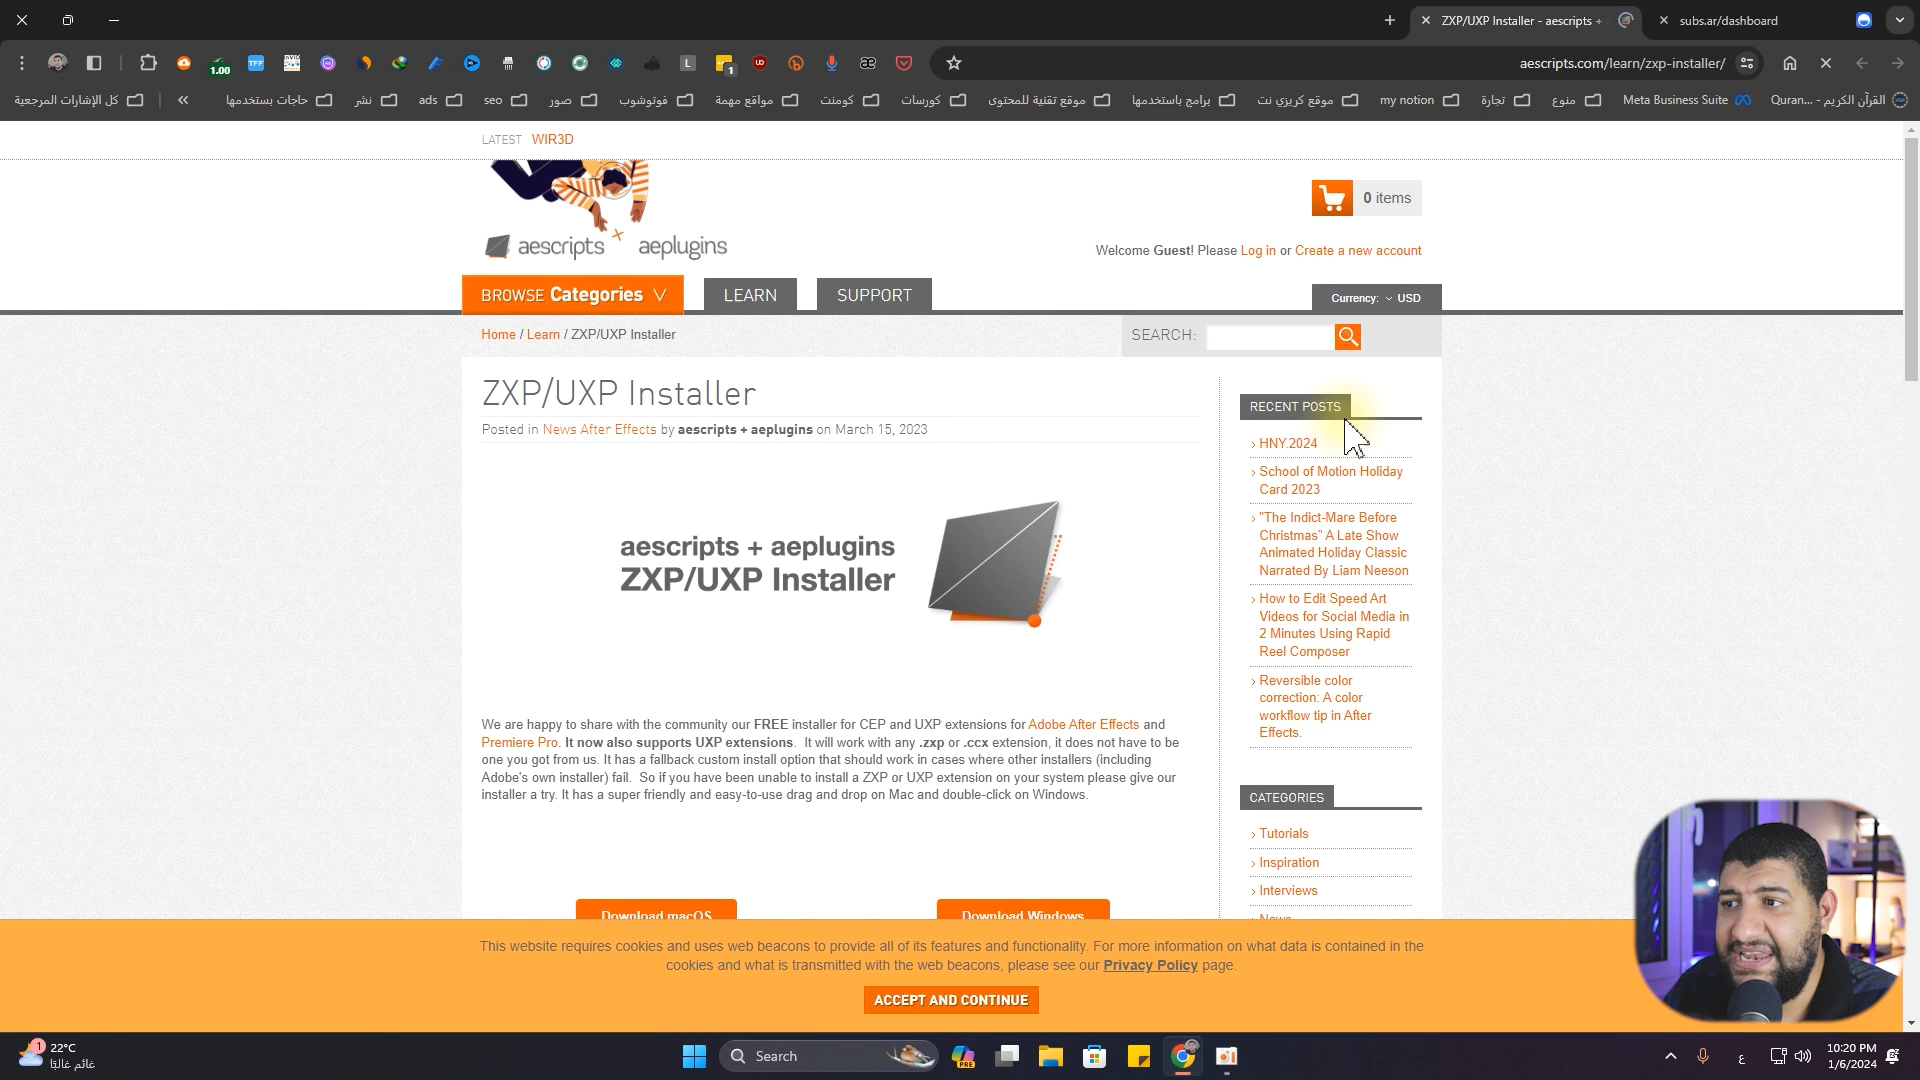 ZXP/UXP Installer - aescripts +
subs.ar/dashboard
1.00
TFF
L
1
UD
æ
aescripts.com/learn/zxp-installer/
كل الإشارات المرجعية
حاجات بستخدمها
نشر
ads
seo
صور
فوتوشوب
مواقع مهمة
كومنت
كورسات
موقع تقنية للمحتوى
برامج باستخدمها
موقع كريزي نت
my notion
تجارة
منوع
Meta Business Suite
القرآن الكريم - ...Quran
LATEST WIR3D
0 items
aescripts + aeplugins
Welcome Guest! Please Log in or Create a new account
BROWSE Categories
LEARN
SUPPORT
Currency: USD
Home / Learn / ZXP/UXP Installer
SEARCH:
ZXP/UXP Installer
Posted in News After Effects by aescripts + aeplugins on March 15, 2023
aescripts + aeplugins
ZXP/UXP Installer
We are happy to share with the community our FREE installer for CEP and UXP extensions for Adobe After Effects and
Premiere Pro. It now also supports UXP extensions. It will work with any .zxp or .ccx extension, it does not have to be
one you got from us. It has a fallback custom install option that should work in cases where other installers (including
Adobe's own installer) fail. So if you have been unable to install a ZXP or UXP extension on your system please give our
installer a try. It has a super friendly and easy-to-use drag and drop on Mac and double-click on Windows.
Download macOS
Download Windows
RECENT POSTS
HNY.2024
School of Motion Holiday
Card 2023
"The Indict-Mare Before
Christmas" A Late Show
Animated Holiday Classic
Narrated By Liam Neeson
How to Edit Speed Art
Videos for Social Media in
2 Minutes Using Rapid
Reel Composer
Reversible color
correction: A color
workflow tip in After
Effects.
CATEGORIES
Tutorials
Inspiration
Interviews
News
This website requires cookies and uses web beacons to provide all of its features and functionality. For more information on what data is contained in the
cookies and what is transmitted with the web beacons, please see our Privacy Policy page.
ACCEPT AND CONTINUE
1
22°C
غائم غالبًا
Search
PRE
ع
10:20 PM
1/6/2024